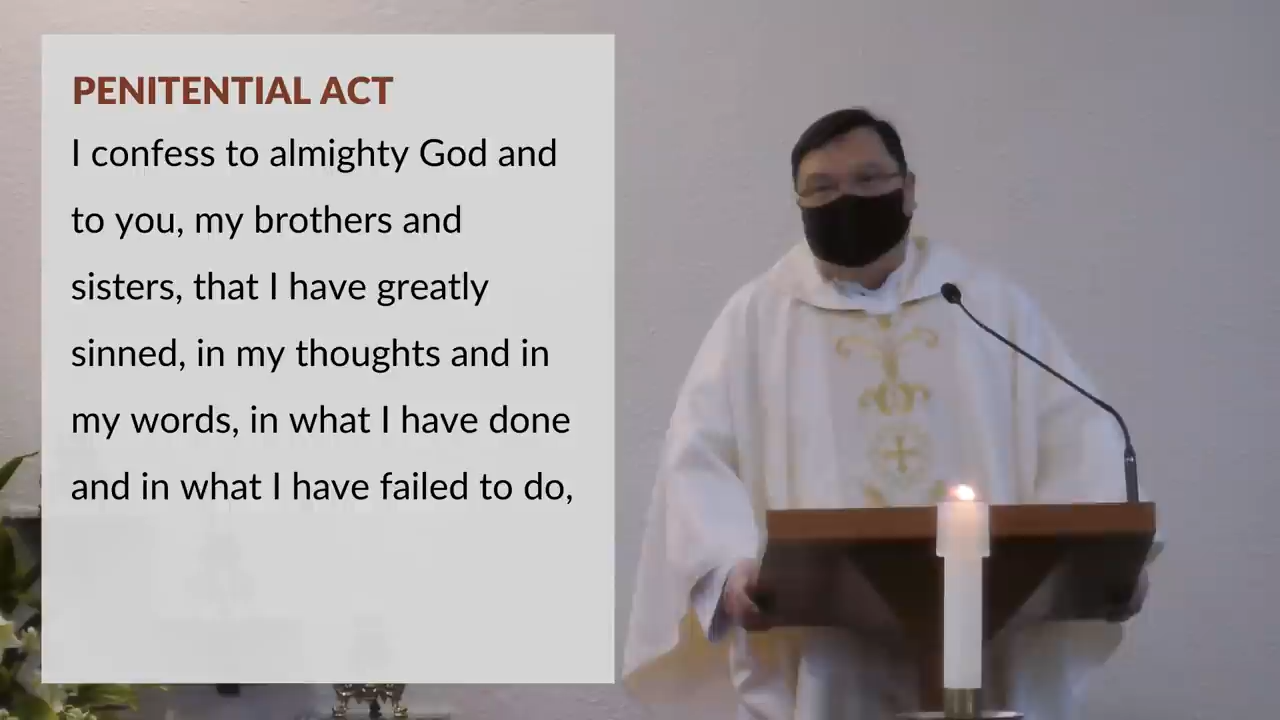 PENITENTIAL ACT
I confess to almighty God and
to you, my brothers and
sisters, that I have greatly
sinned, in my thoughts and in
my words, in what I have done
and in what I have failed to do,